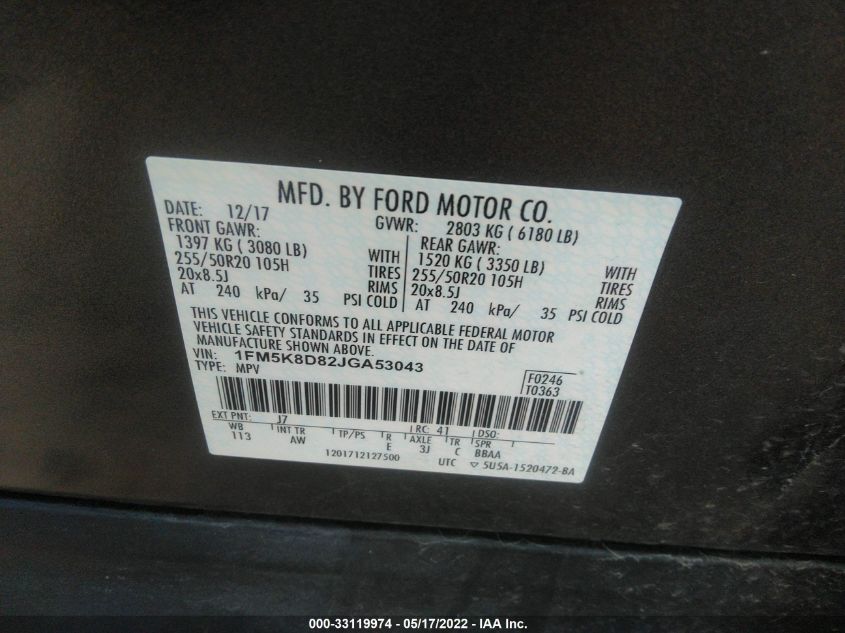 MFD. BY FORD MOTOR CO.
DATE: 12/17 GVWR: 2803 KG ( 6180 LB)
FRONT GAWR: REAR GAWR:
1397 KG ( 3080 LB) WITH 1520 KG ( 3350 LB) WITH
255/50R20 105H TIRES 255/50R20 105H TIRES
20x8.5J RIMS 20x8.5J RIMS
AT 240 kPa/ 35 PSI COLD AT 240 kPa/ 35 PSI COLD
THIS VEHICLE CONFORMS TO ALL APPLICABLE FEDERAL MOTOR
VEHICLE SAFETY STANDARDS IN EFFECT ON THE DATE OF
MANUFACTURE SHOWN ABOVE.
VIN: 1FM5K8D82JGA53043
TYPE: MPV F0246
T0363
EXT PNT: J7 RC: 41 DSO:
WB INT TR TP/PS R AXLE TR SPR
113 AW E 3J C BBAA
1201712127500 UTC ▽ 5U5A-1520472-BA
000-33119974 - 05/17/2022 - IAA Inc.